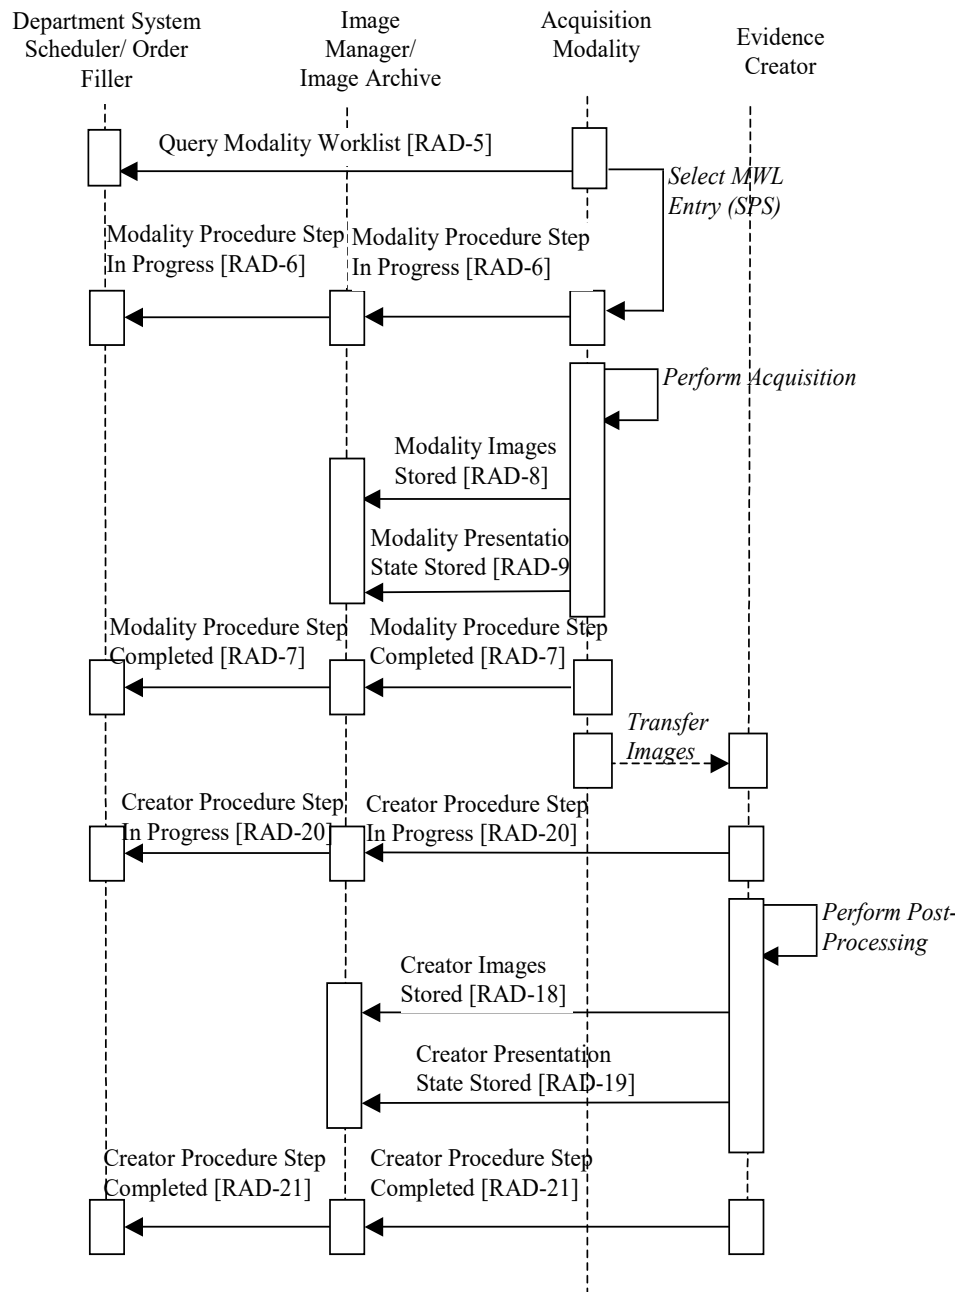 Department System
Scheduler/ Order
Filler
Image
Manager/
Image Archive
Acquisition
Modality
Evidence
Creator
Query Modality Worklist [RAD-5]
Select MWL
Entry (SPS)
Modality Procedure Step
In Progress [RAD-6]
Modality Procedure Step
In Progress [RAD-6]
Perform Acquisition
Modality Images
Stored [RAD-8]
Modality Presentatio
State Stored [RAD-9
Modality Procedure Step
Completed [RAD-7]
Modality Procedure Step
Completed [RAD-7]
Transfer
Images
Creator Procedure Step
In Progress [RAD-20]
Creator Procedure Step
In Progress [RAD-20]
Perform Post-
Processing
Creator Images
Stored [RAD-18]
Creator Presentation
State Stored [RAD-19]
Creator Procedure Step
Completed [RAD-21]
Creator Procedure Step
Completed [RAD-21]